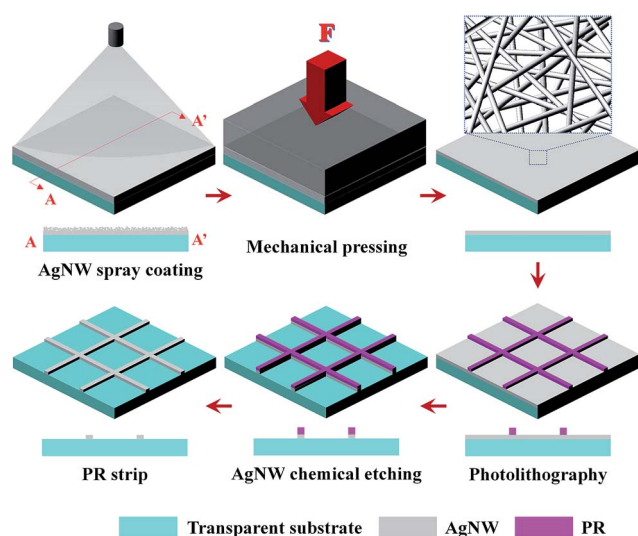 F
A'
A
A
A'
AgNW spray coating
Mechanical pressing
PR strip
AgNW chemical etching
Photolithography
Transparent substrate
AgNW
PR